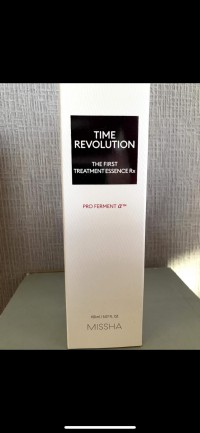 TIME
REVOLUTION
THE FIRST
TREATMENT ESSENCE Rx
PRO FERMENT α
MISSHA